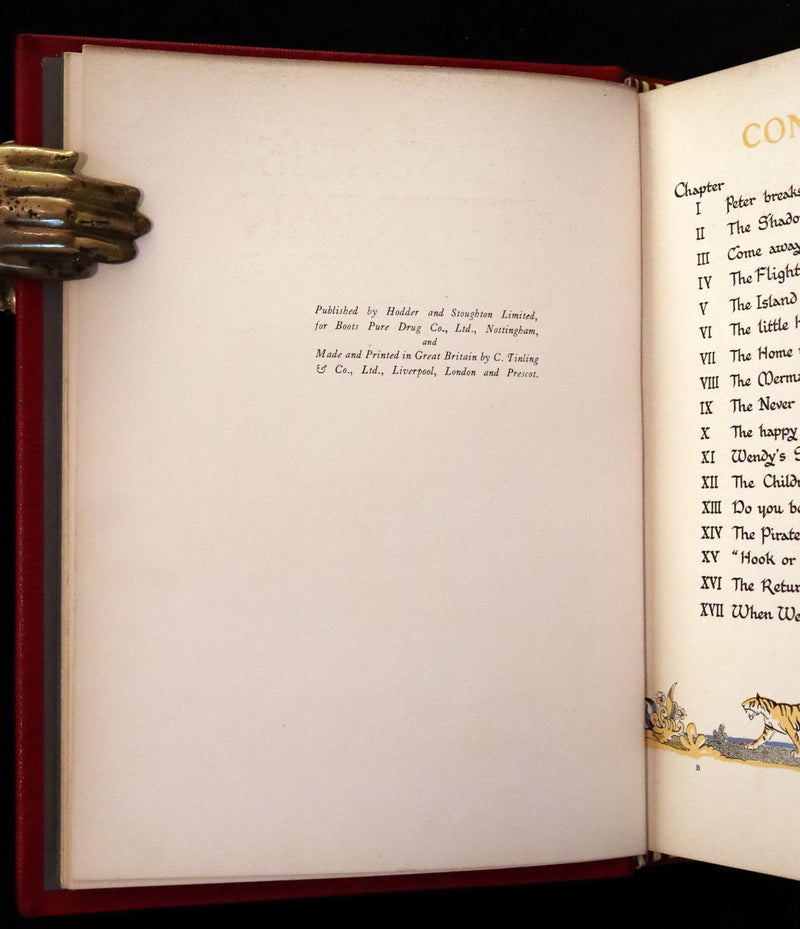 Published by Hodder and Stoughton Limited,
for Boots Pure Drug Co., Ltd., Nottingham,
and
Made and Printed in Great Britain by C. Tinling
& Co., Ltd., Liverpool, London and Prescot.
CON
Chapter
I Peter breaks
II The Shado
III Come away
IV The Flight
V The Island
VI The little h
VII The Home
VIII The Merma
IX The Never
X The happy
XI Wendy's S
XII The Child
XIII Do you be
XIV The Pirate
XV "Hook or
XVI The Retur
XVII When We
B